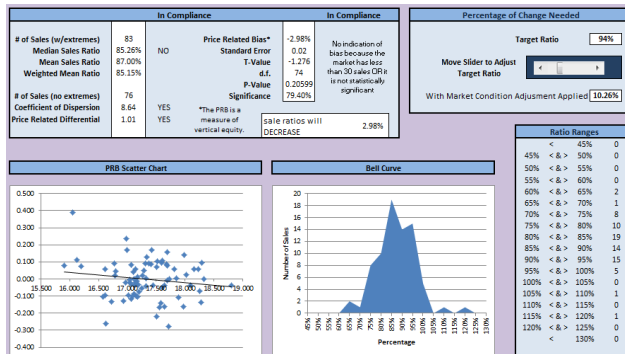 In Compliance In Compliance
# of Sales (w/extremes) 83
Median Sales Ratio 85.26% NO
Mean Sales Ratio 87.00%
Weighted Mean Ratio 85.15%
# of Sales (no extremes) 76
Coefficient of Dispersion 8.64 YES
Price Related Differential 1.01 YES
Price Related Bias* -2.98%
Standard Error 0.02
T-Value -1.276
d.f. 74
P-Value 0.20599
Significance 79.40%
*The PRB is a
measure of
vertical equity.
sale ratios will
DECREASE 2.98%
No indication of
bias because the
market has less
than 30 sales OR it
is not statistically
significant
Percentage of Change Needed
Target Ratio 94%
Move Slider to Adjust
Target Ratio
With Market Condition Adjusment Applied 10.26%
Ratio Ranges
< 45% 0
45% < & > 50% 0
50% < & > 55% 0
55% < & > 60% 0
60% < & > 65% 2
65% < & > 70% 1
70% < & > 75% 8
75% < & > 80% 10
80% < & > 85% 19
85% < & > 90% 14
90% < & > 95% 15
95% < & > 100% 5
100% < & > 105% 0
105% < & > 110% 1
110% < & > 115% 0
115% < & > 120% 1
120% < & > 125% 0
< 130% 0
PRB Scatter Chart
0.500
0.400
0.300
0.200
0.100
0.000
-0.100
-0.200
-0.300
-0.400
15.500 16.000 16.500 17.000 17.500 18.000 18.500 19.000
Bell Curve
Number of Sales
20
18
16
14
12
10
8
6
4
2
0
45% 50% 55% 60% 65% 70% 75% 80% 85% 90% 95% 100% 105% 110% 115% 120% 125% 130%
Percentage